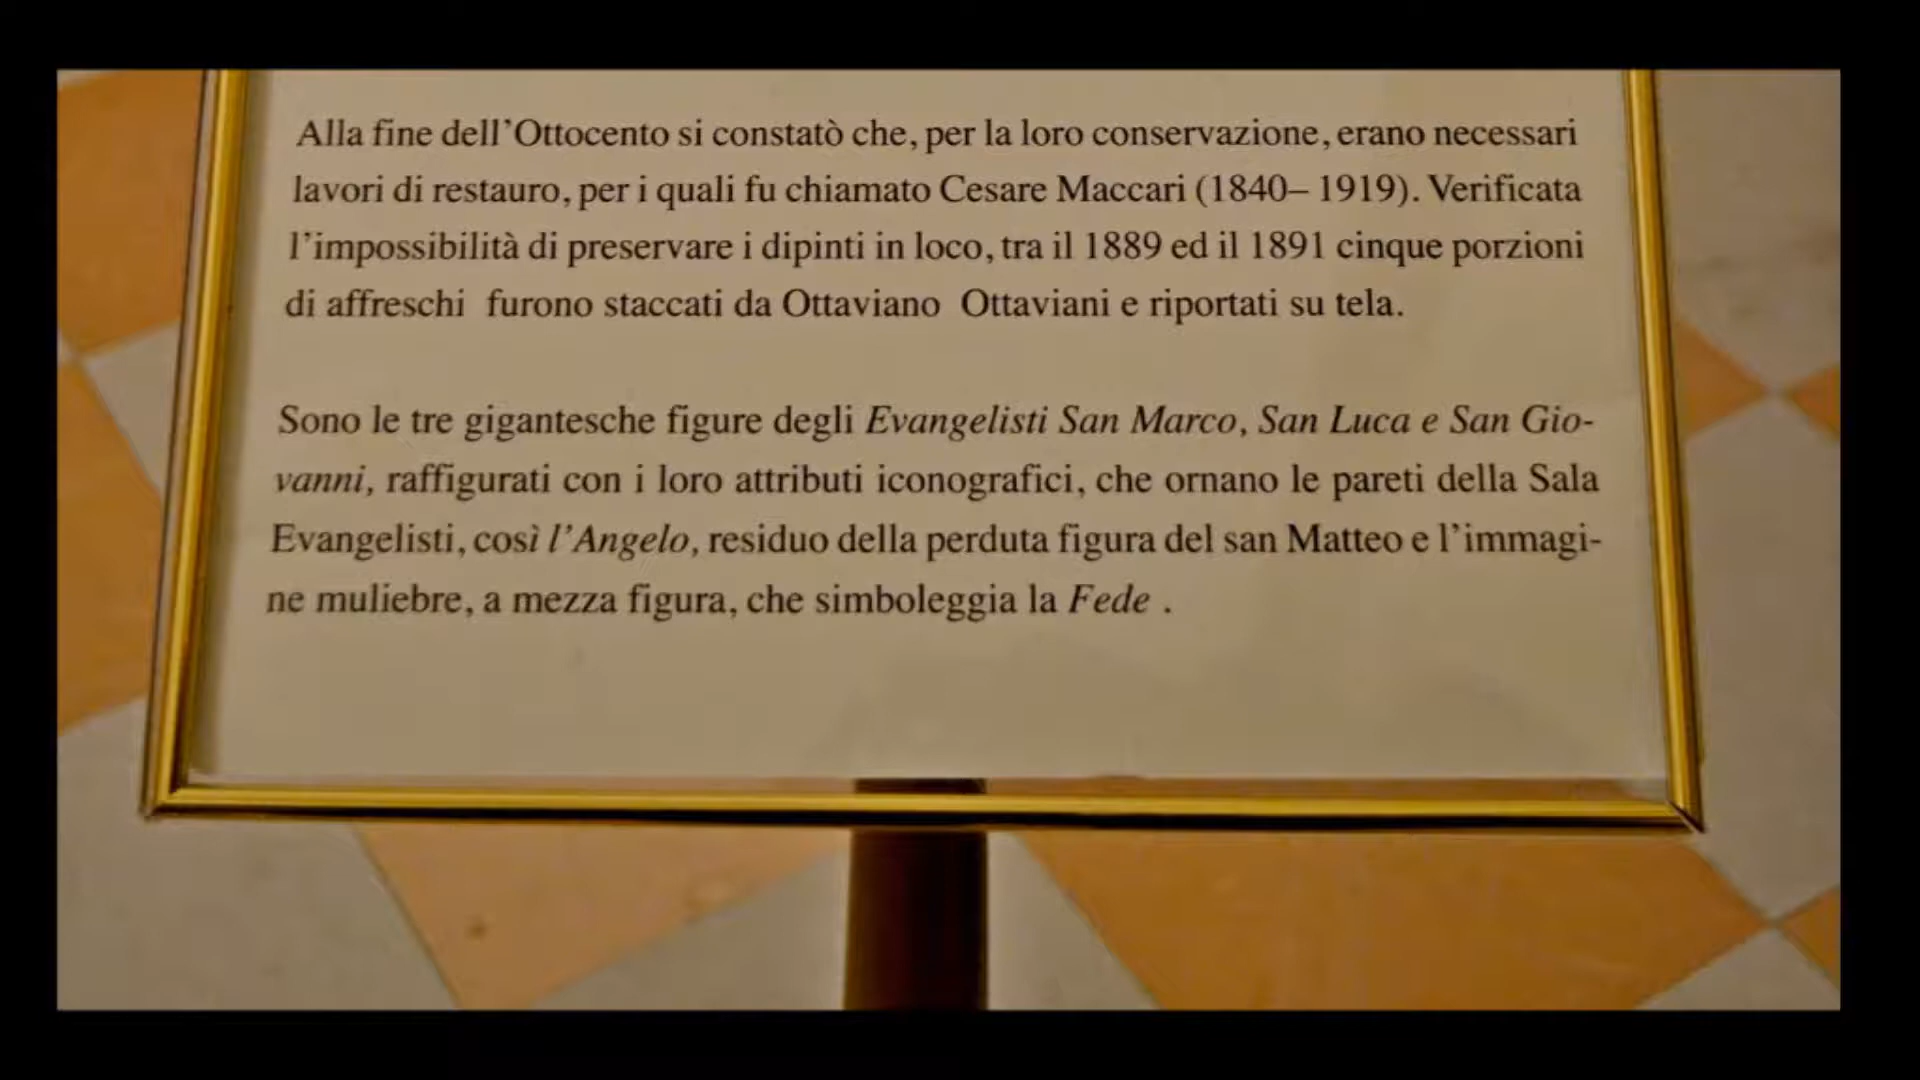 Alla fine dell'Ottocento si constatò che, per la loro conservazione, erano necessari
lavori di restauro, per i quali fu chiamato Cesare Maccari (1840– 1919). Verificata
l'impossibilità di preservare i dipinti in loco, tra il 1889 ed il 1891 cinque porzioni
di affreschi furono staccati da Ottaviano Ottaviani e riportati su tela.
Sono le tre gigantesche figure degli Evangelisti San Marco, San Luca e San Gio-
vanni, raffigurati con i loro attributi iconografici, che ornano le pareti della Sala
Evangelisti, così l'Angelo, residuo della perduta figura del san Matteo e l'immagi-
ne muliebre, a mezza figura, che simboleggia la Fede .